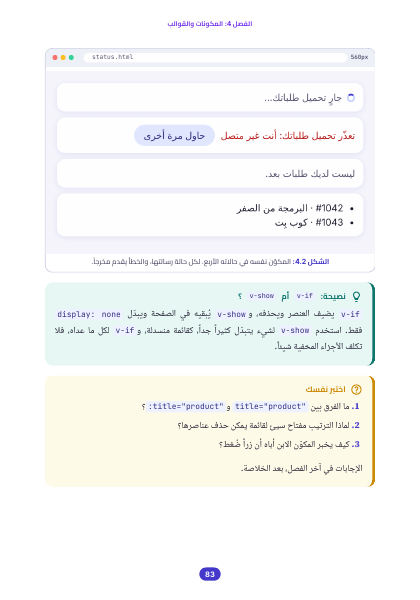 الفصل 4: المكونات والقوالب
status.html
560px
جارٍ تحميل طلباتك...
تعذّر تحميل طلباتك: أنت غير متصل
حاول مرة أخرى
ليست لديك طلبات بعد.
• #1042 · البرمجة من الصفر
• #1043 · كوب پِت
الشكل 4.2 المكوّن نفسه في حالاته الأربع. لكل حالة رسالتها، والخطأ يقدم مخرجاً.
نصيحة: v-if أم v-show ؟
v-if يضيف العنصر ويحذفه، و v-show يُبقيه في الصفحة ويبدّل display: none
فقط. استخدم v-show لشيء يتبدّل كثيراً جداً، كقائمة منسدلة، و v-if لكل ما عداه، فلا
تكلف الأجزاء المخفية شيئاً.
اختبر نفسك
1. ما الفرق بين title="product" و :title="product" ؟
2. لماذا الترتيب مفتاح سيئ لقائمة يمكن حذف عناصرها؟
3. كيف يخبر المكوّن الابن أباه أن زراً ضُغط؟
الإجابات في آخر الفصل، بعد الخلاصة.
83